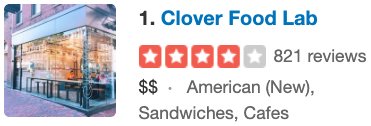 1. Clover Food Lab
821 reviews
$$ · American (New),
Sandwiches, Cafes